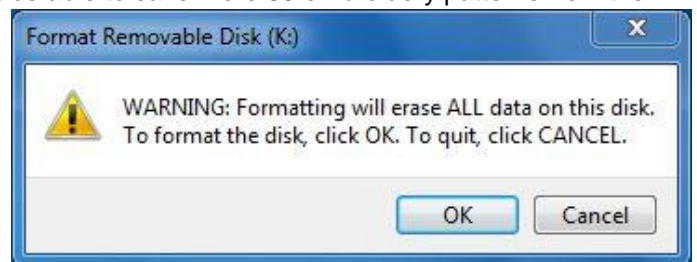 Format Removable Disk (K:)
X
WARNING: Formatting will erase ALL data on this disk.
To format the disk, click OK. To quit, click CANCEL.
OK Cancel